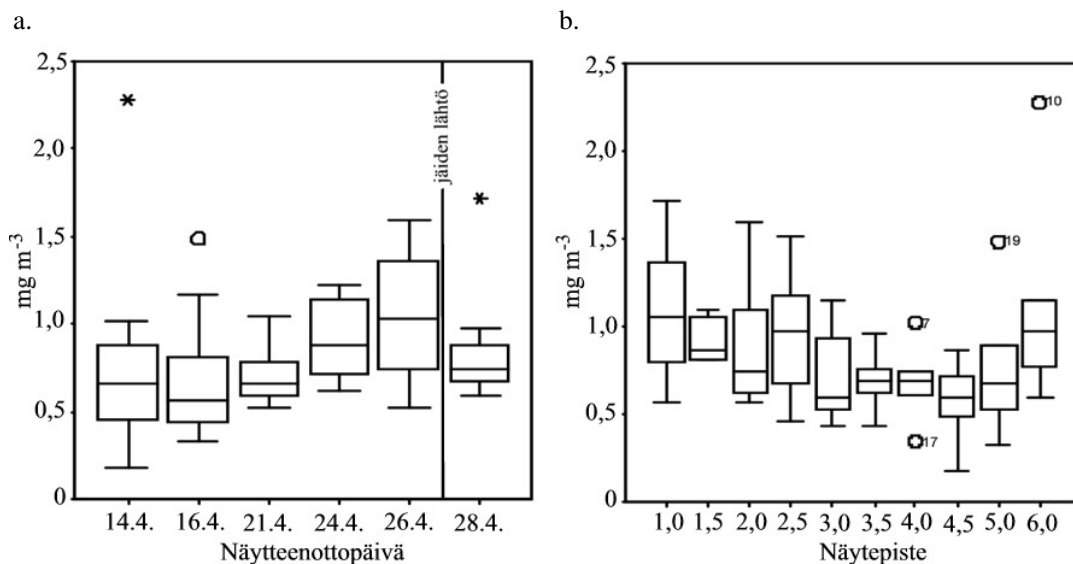 a.
2,5
2,0
1,5
1,0
0,5
0
mg m-3
jäiden lähtö
14.4. 16.4. 21.4. 24.4. 26.4. 28.4.
Näytteenottopäivä
b.
2,5
2,0
1,5
1,0
0,5
0
mg m-3
10
19
7
17
1,0 1,5 2,0 2,5 3,0 3,5 4,0 4,5 5,0 6,0
Näytepiste